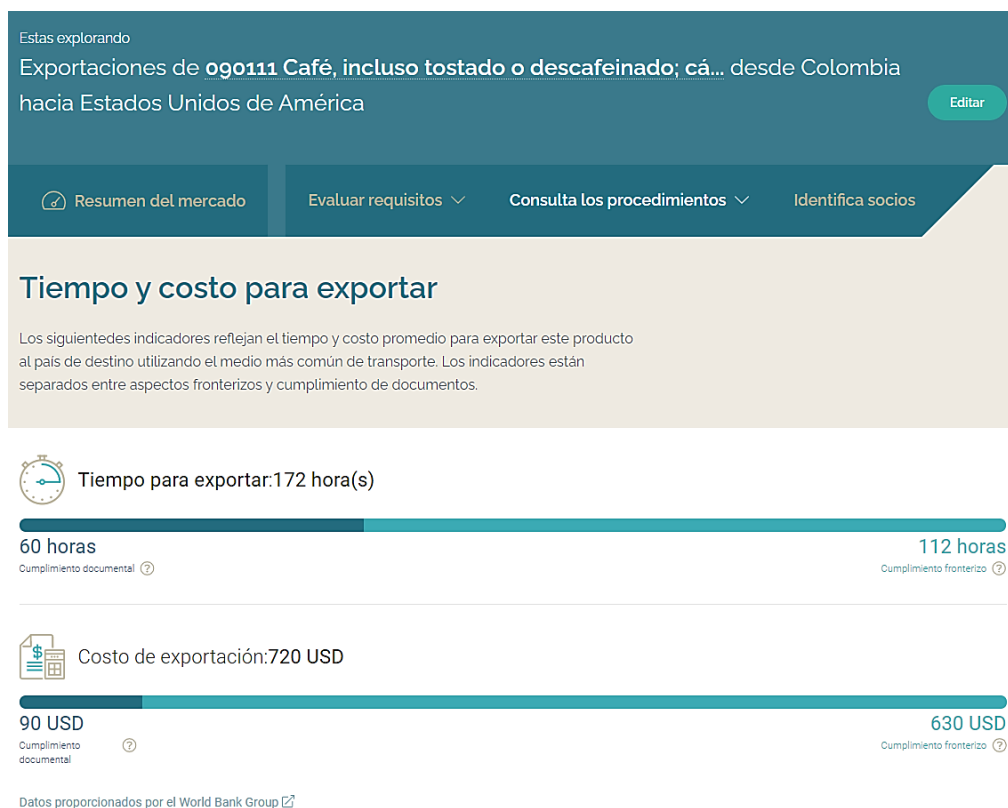 Estas explorando
Exportaciones de 090111 Café, incluso tostado o descafeinado; cá... desde Colombia
hacia Estados Unidos de América
Editar
Resumen del mercado
Evaluar requisitos
Consulta los procedimientos
Identifica socios
Tiempo y costo para exportar
Los siguientedes indicadores reflejan el tiempo y costo promedio para exportar este producto
al país de destino utilizando el medio más común de transporte. Los indicadores están
separados entre aspectos fronterizos y cumplimiento de documentos.
Tiempo para exportar:172 hora(s)
60 horas
112 horas
Cumplimiento documental ?
Cumplimiento fronterizo ?
Costo de exportación:720 USD
90 USD
630 USD
Cumplimiento
documental
?
Cumplimiento fronterizo ?
Datos proporcionados por el World Bank Group